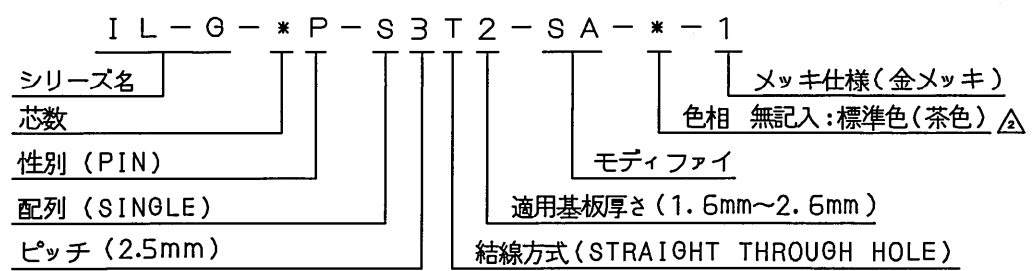 IL-G-*P-S3T2-SA-*-1
シリーズ名
メッキ仕様(金メッキ)
芯数
色相 無記入:標準色(茶色) 2
性別 (PIN)
モディファイ
配列 (SINGLE)
適用基板厚さ(1.6mm~2.6mm)
ピッチ (2.5mm)
結線方式(STRAIGHT THROUGH HOLE)